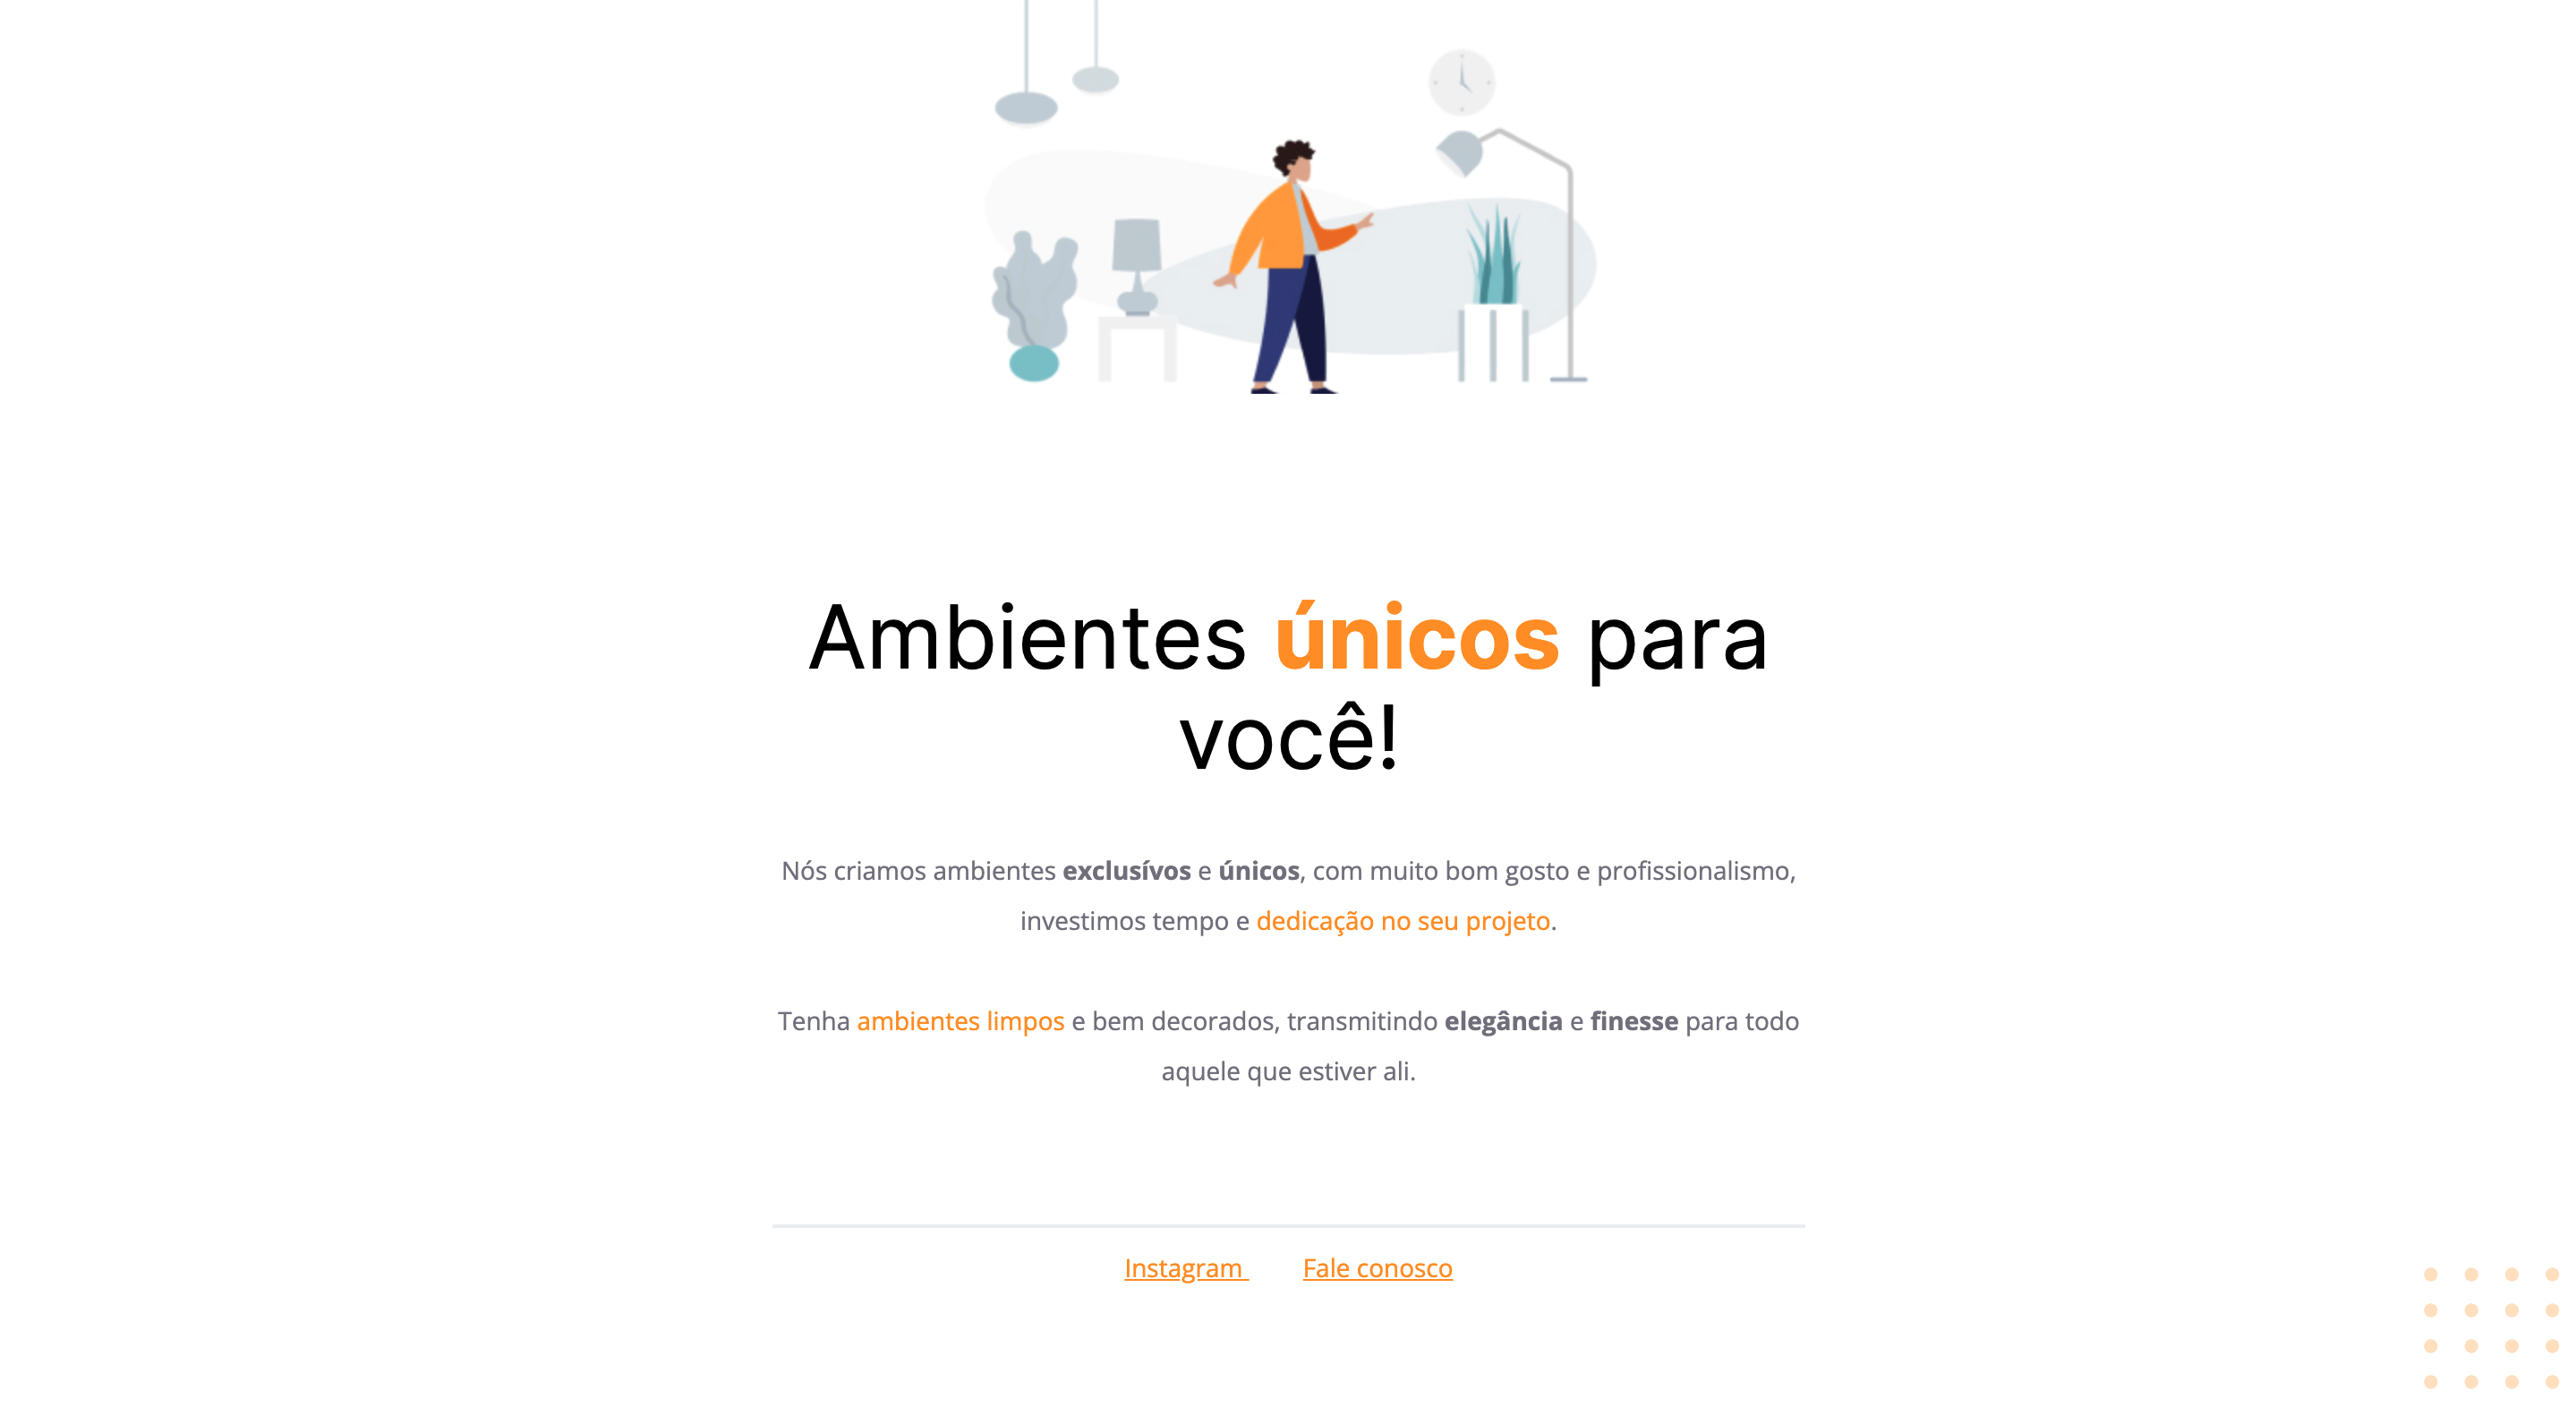 Ambientes únicos para
você!
Nós criamos ambientes exclusívos e únicos, com muito bom gosto e profissionalismo,
investimos tempo e dedicação no seu projeto.
Tenha ambientes limpos e bem decorados, transmitindo elegância e finesse para todo
aquele que estiver ali.
Instagram Fale conosco